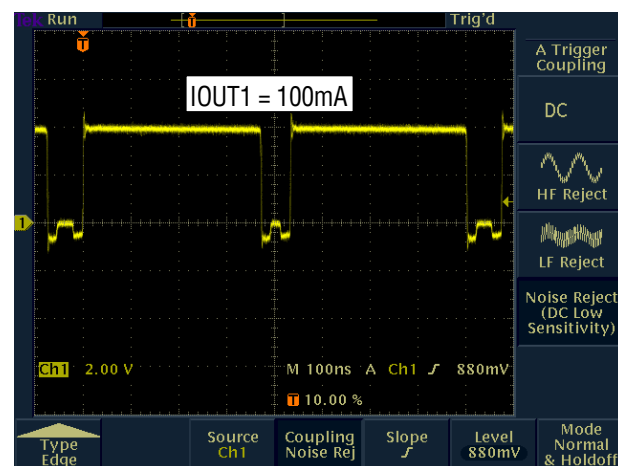 Run
Trig'd
T
T
A Trigger
Coupling
IOUT1 = 100mA
DC
HF Reject
1
LF Reject
Noise Reject
(DC Low
Sensitivity)
Ch1 2.00 V
M 100ns A Ch1 880mV
T 10.00 %
Type
Edge
Source
Ch1
Coupling
Noise Rej
Slope
Level
880mV
Mode
Normal
& Holdoff